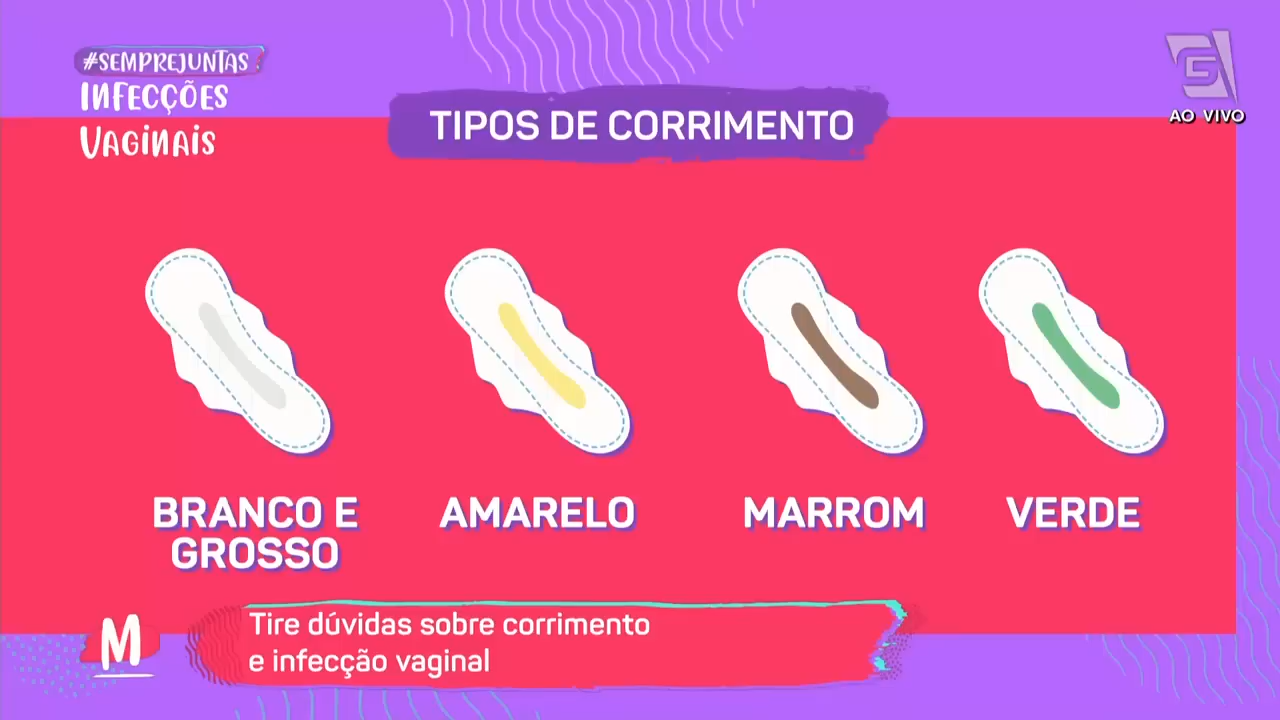 #SEMPREJUNTAS
INFECÇÕES
VAGINAIS
TIPOS DE CORRIMENTO
G
AO VIVO
BRANCO E
GROSSO
AMARELO
MARROM
VERDE
M
Tire dúvidas sobre corrimento
e infecção vaginal